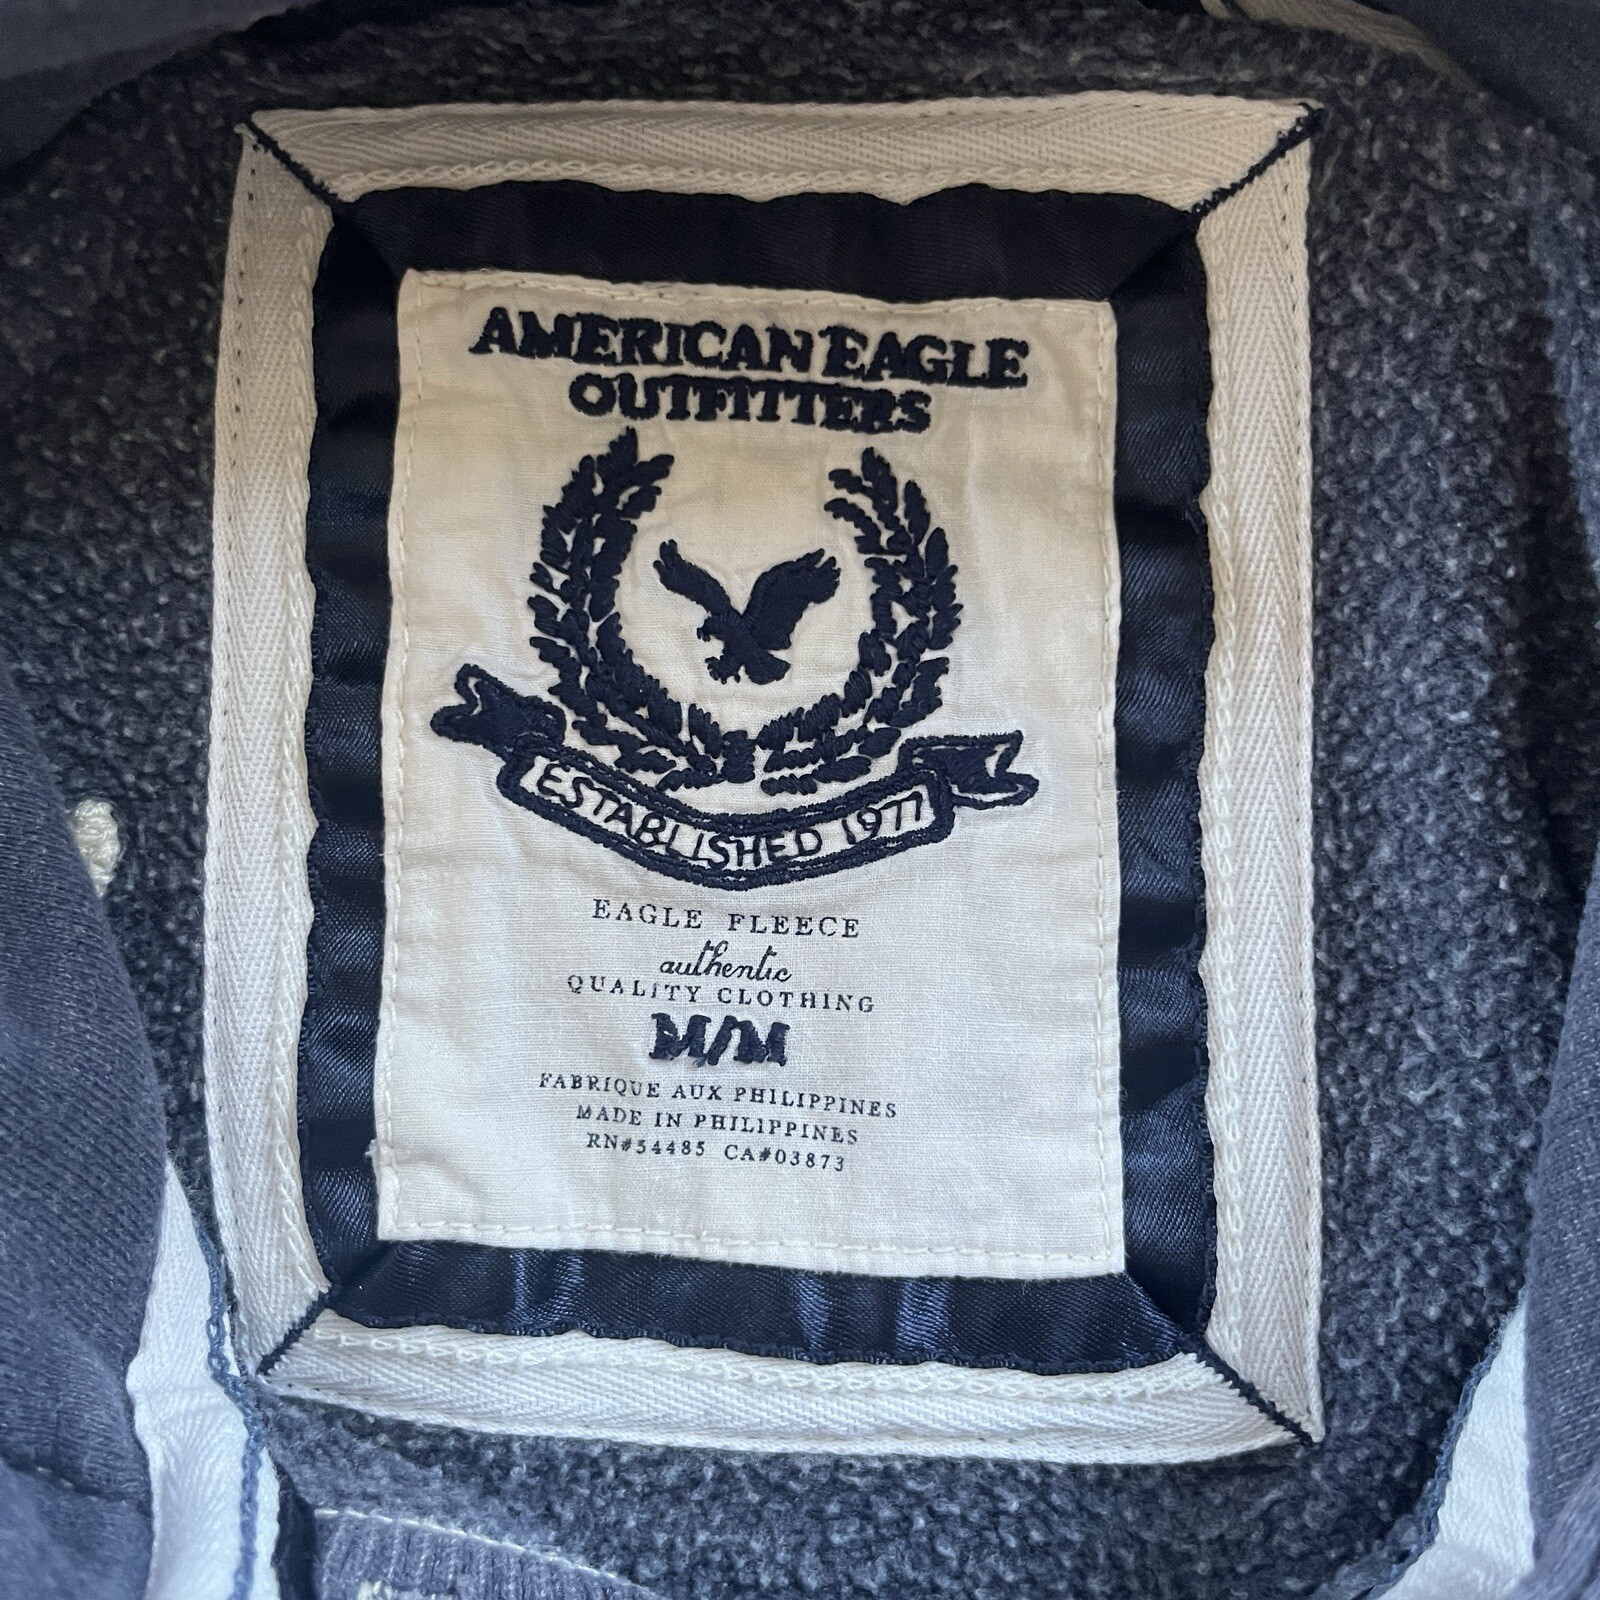 AMERICAN EAGLE
OUTFITTERS
ESTABLISHED 1977
EAGLE FLEECE
authentic
QUALITY CLOTHING
M/M
FABRIQUE AUX PHILIPPINES
MADE IN PHILIPPINES
RN#54485 CA#03873